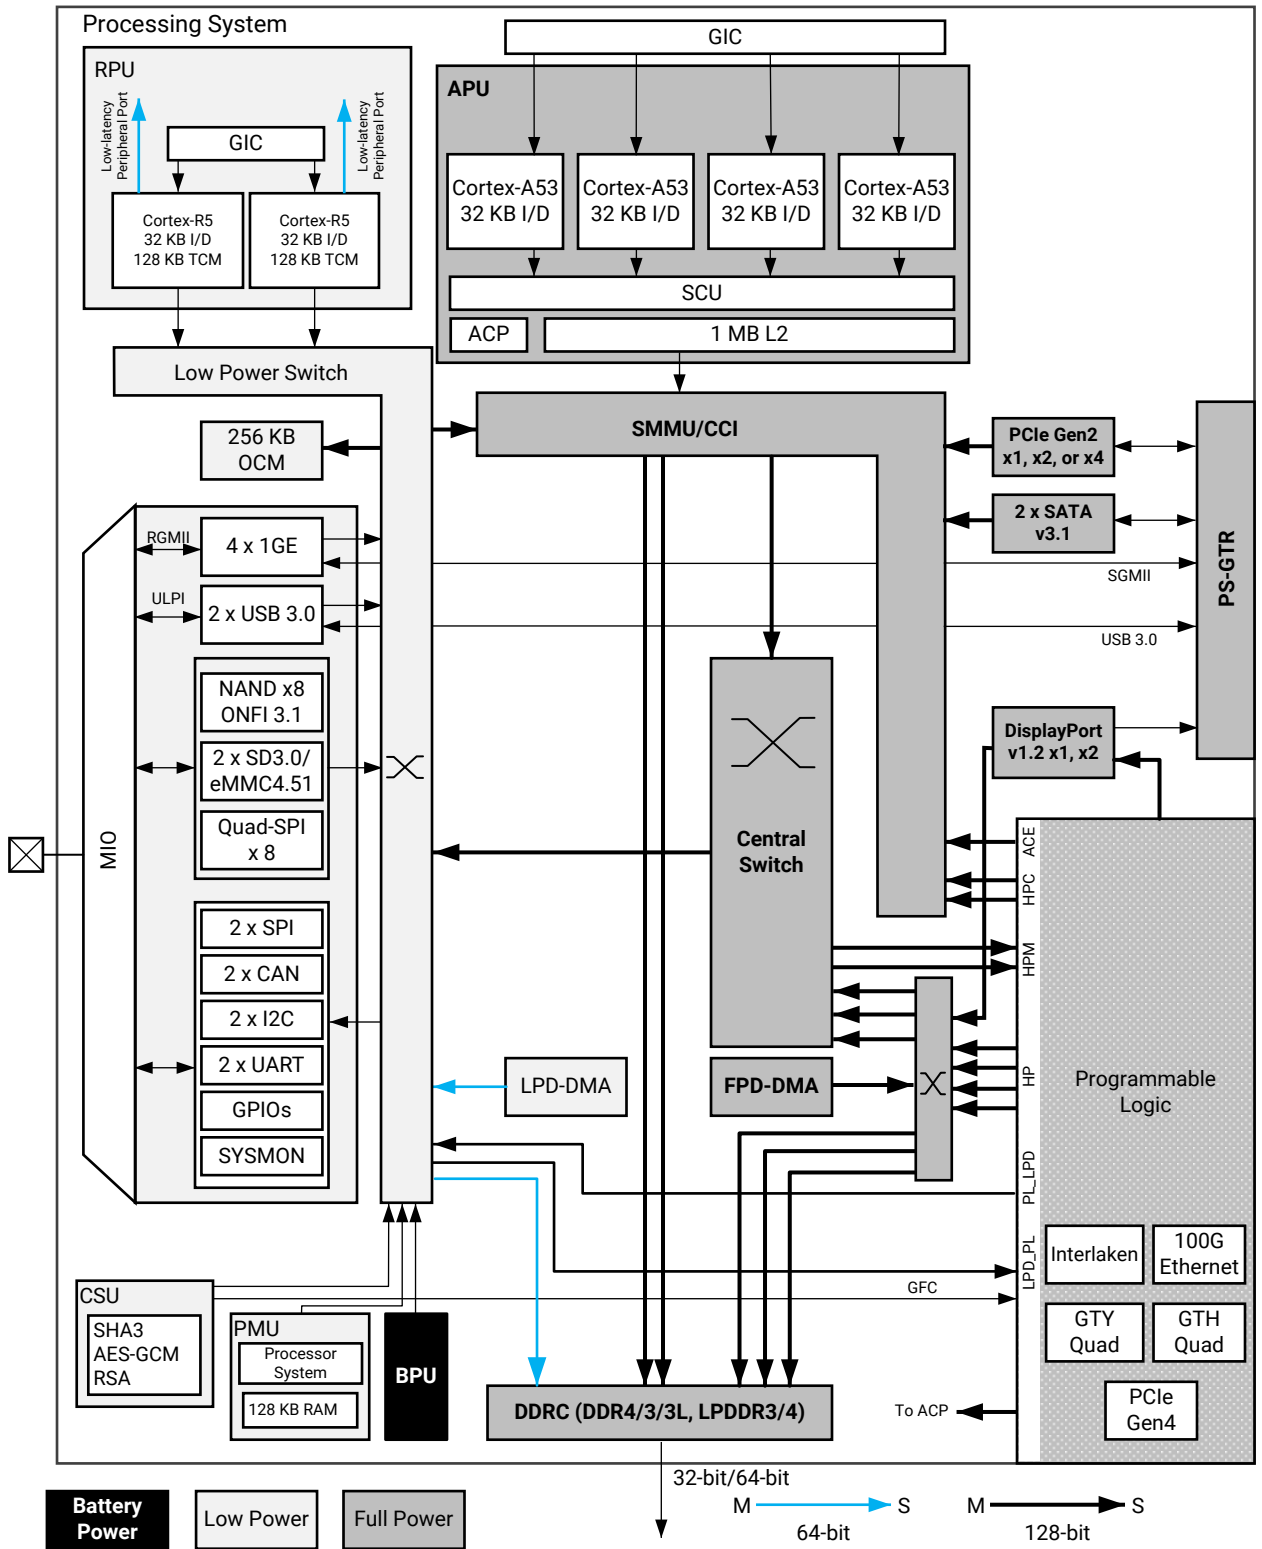 Processing System
RPU
Low-latency
Peripheral Port
Low-latency
Peripheral Port
GIC
Cortex-R5
32 KB I/D
128 KB TCM
Cortex-R5
32 KB I/D
128 KB TCM
GIC
APU
Cortex-A53
32 KB I/D
Cortex-A53
32 KB I/D
Cortex-A53
32 KB I/D
Cortex-A53
32 KB I/D
SCU
ACP
1 MB L2
Low Power Switch
256 KB
OCM
SMMU/CCI
PCIe Gen2
x1, x2, or x4
2 x SATA
v3.1
PS-GTR
RGMII
4 x 1GE
SGMII
ULPI
2 x USB 3.0
USB 3.0
NAND x8
ONFI 3.1
2 x SD3.0/
eMMC4.51
Quad-SPI
x 8
MIO
DisplayPort
v1.2 x1, x2
Central
Switch
ACE
HPC
HPM
HP
PL_LPD
LPD_PL
2 x SPI
2 x CAN
2 x I2C
2 x UART
GPIOs
SYSMON
LPD-DMA
FPD-DMA
Programmable
Logic
Interlaken
100G
Ethernet
GTY
Quad
GTH
Quad
PCIe
Gen4
GFC
CSU
SHA3
AES-GCM
RSA
PMU
Processor
System
128 KB RAM
BPU
DDRC (DDR4/3/3L, LPDDR3/4)
To ACP
32-bit/64-bit
Battery
Power
Low Power
Full Power
M
S
64-bit
M
S
128-bit